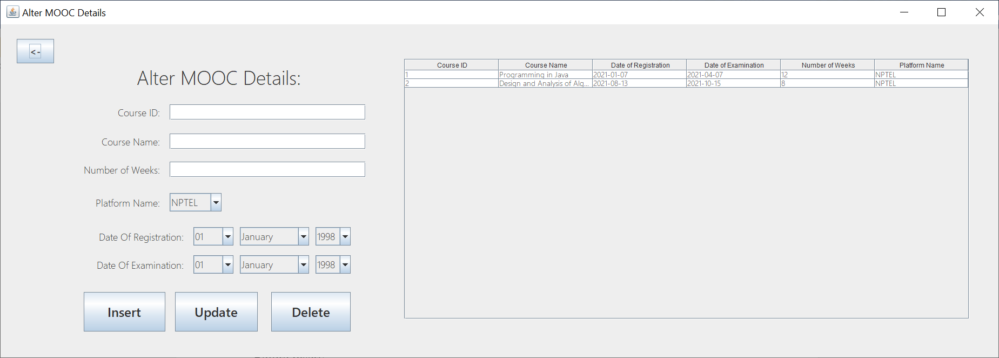 Alter MOOC Details
<-
Alter MOOC Details:
Course ID:
Course Name:
Number of Weeks:
Platform Name: NPTEL
Date Of Registration: 01 January 1998
Date Of Examination: 01 January 1998
Insert Update Delete
Course ID Course Name Date of Registration Date of Examination Number of Weeks Platform Name
1 Programming in Java 2021-01-07 2021-04-07 12 NPTEL
2 Design and Analysis of Alg... 2021-08-13 2021-10-15 8 NPTEL